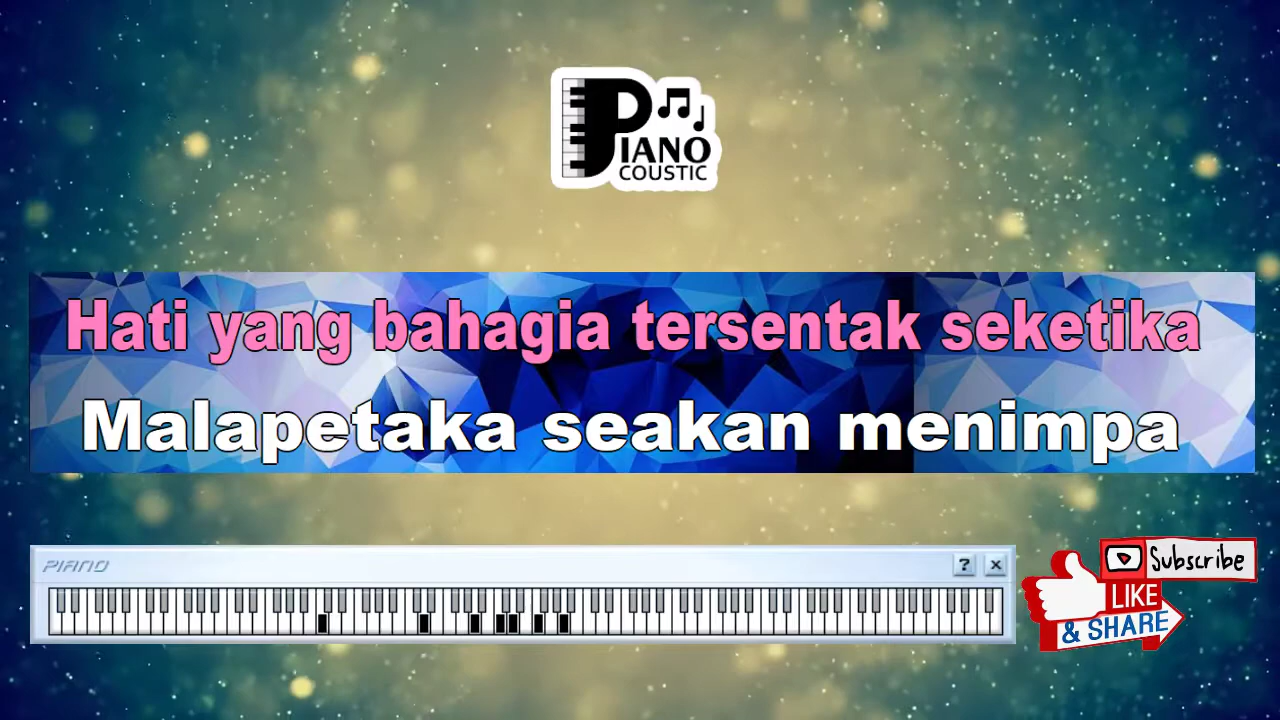 PIANO
COUSTIC
Hati yang bahagia tersentak seketika
Malapetaka seakan menimpa
PIANO
?
×
Subscribe
LIKE
& SHARE